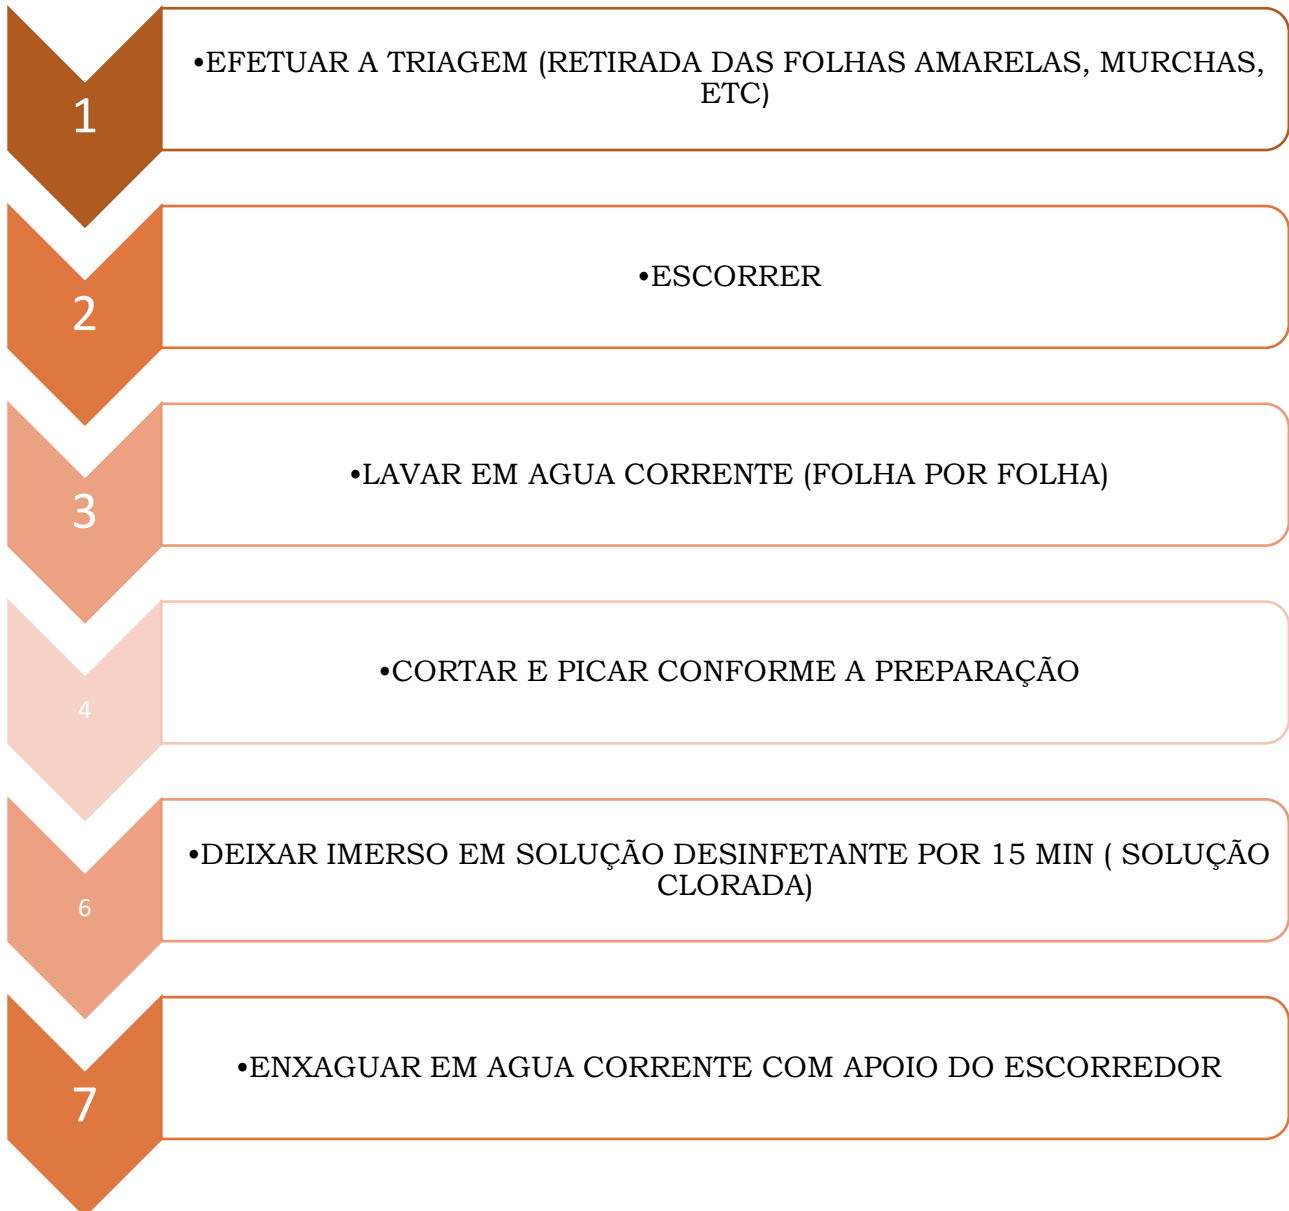 1
•EFETUAR A TRIAGEM (RETIRADA DAS FOLHAS AMARELAS, MURCHAS,
ETC)
2
•ESCORRER
3
•LAVAR EM AGUA CORRENTE (FOLHA POR FOLHA)
4
•CORTAR E PICAR CONFORME A PREPARAÇÃO
6
•DEIXAR IMERSO EM SOLUÇÃO DESINFETANTE POR 15 MIN ( SOLUÇÃO
CLORADA)
7
•ENXAGUAR EM AGUA CORRENTE COM APOIO DO ESCORREDOR